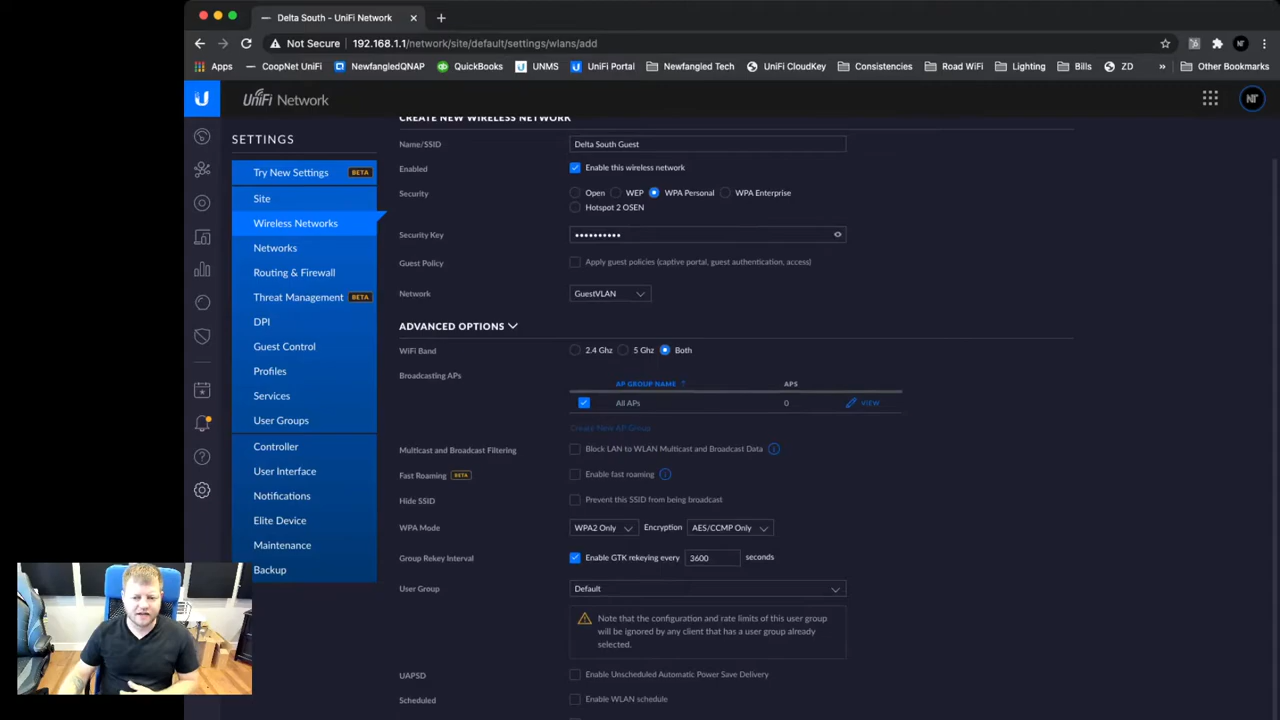 Delta South - UniFi Network
Not Secure 192.168.1.1/network/site/default/settings/wlans/add
NT
Apps CoopNet UniFi NewfangledQNAP QuickBooks UNMS UniFi Portal Newfangled Tech UniFi CloudKey Consistencies Road WiFi Lighting Bills ZD » Other Bookmarks
UniFi Network
NT
SETTINGS
Try New Settings BETA
Site
Wireless Networks
Networks
Routing & Firewall
Threat Management BETA
DPI
Guest Control
Profiles
Services
User Groups
Controller
User Interface
Notifications
Elite Device
Maintenance
Backup
CREATE NEW WIRELESS NETWORK
Name/SSID Delta South Guest
Enabled Enable this wireless network
Security Open WEP WPA Personal WPA Enterprise
Hotspot 2 OSEN
Security Key ••••••••••
Guest Policy Apply guest policies (captive portal, guest authentication, access)
Network GuestVLAN
ADVANCED OPTIONS
WiFi Band 2.4 Ghz 5 Ghz Both
Broadcasting APs
AP GROUP NAME APS
All APs 0 VIEW
Create New AP Group
Multicast and Broadcast Filtering Block LAN to WLAN Multicast and Broadcast Data
Fast Roaming BETA Enable fast roaming
Hide SSID Prevent this SSID from being broadcast
WPA Mode WPA2 Only Encryption AES/CCMP Only
Group Rekey Interval Enable GTK rekeying every 3600 seconds
User Group Default
Note that the configuration and rate limits of this user group
will be ignored by any client that has a user group already
selected.
UAPSD Enable Unscheduled Automatic Power Save Delivery
Scheduled Enable WLAN schedule